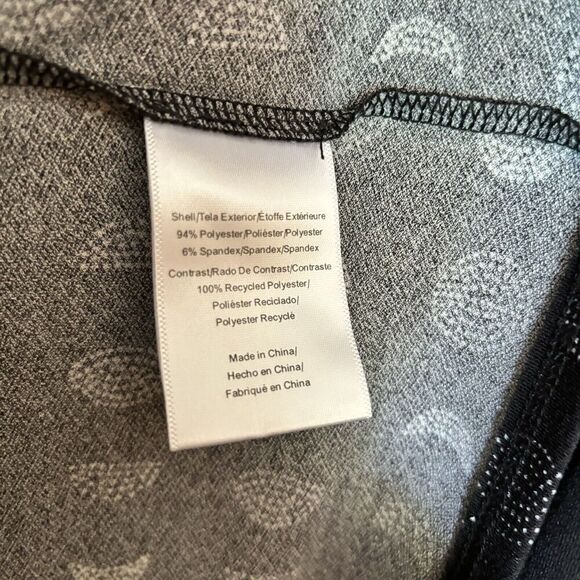 Shell/Tela Exterior/Étoffe Extérieure
94% Polyester/Poliéster/Polyester
6% Spandex/Spandex/Spandex
Contrast/Rado De Contrast/Contraste
100% Recycled Polyester/
Poliéster Reciclado/
Polyester Recyclé
Made in China/
Hecho en China/
Fabriqué en China